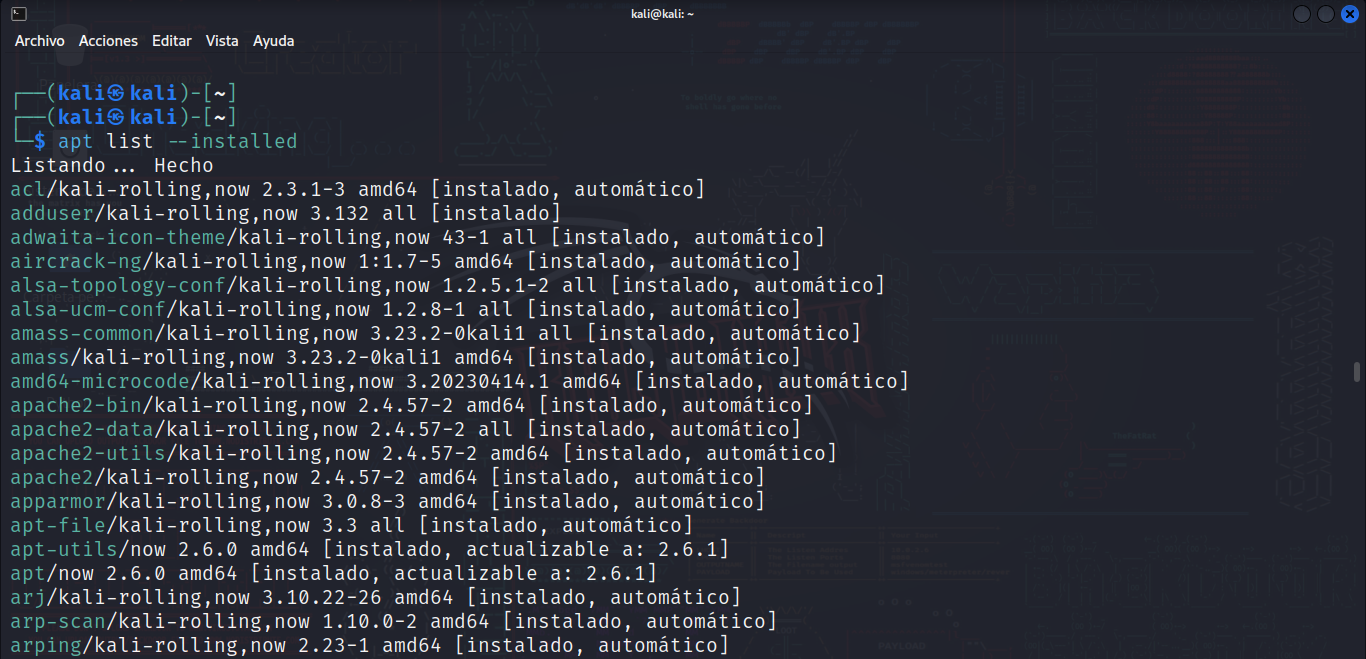 kali@kali: ~
Archivo Acciones Editar Vista Ayuda
┌──(kali㉿kali)-[~]
┌──(kali㉿kali)-[~]
└─$ apt list --installed
Listando... Hecho
acl/kali-rolling,now 2.3.1-3 amd64 [instalado, automático]
adduser/kali-rolling,now 3.132 all [instalado]
adwaita-icon-theme/kali-rolling,now 43-1 all [instalado, automático]
aircrack-ng/kali-rolling,now 1:1.7-5 amd64 [instalado, automático]
alsa-topology-conf/kali-rolling,now 1.2.5.1-2 all [instalado, automático]
alsa-ucm-conf/kali-rolling,now 1.2.8-1 all [instalado, automático]
amass-common/kali-rolling,now 3.23.2-0kali1 all [instalado, automático]
amass/kali-rolling,now 3.23.2-0kali1 amd64 [instalado, automático]
amd64-microcode/kali-rolling,now 3.20230414.1 amd64 [instalado, automático]
apache2-bin/kali-rolling,now 2.4.57-2 amd64 [instalado, automático]
apache2-data/kali-rolling,now 2.4.57-2 all [instalado, automático]
apache2-utils/kali-rolling,now 2.4.57-2 amd64 [instalado, automático]
apache2/kali-rolling,now 2.4.57-2 amd64 [instalado, automático]
apparmor/kali-rolling,now 3.0.8-3 amd64 [instalado, automático]
apt-file/kali-rolling,now 3.3 all [instalado, automático]
apt-utils/now 2.6.0 amd64 [instalado, actualizable a: 2.6.1]
apt/now 2.6.0 amd64 [instalado, actualizable a: 2.6.1]
arj/kali-rolling,now 3.10.22-26 amd64 [instalado, automático]
arp-scan/kali-rolling,now 1.10.0-2 amd64 [instalado, automático]
arping/kali-rolling,now 2.23-1 amd64 [instalado, automático]